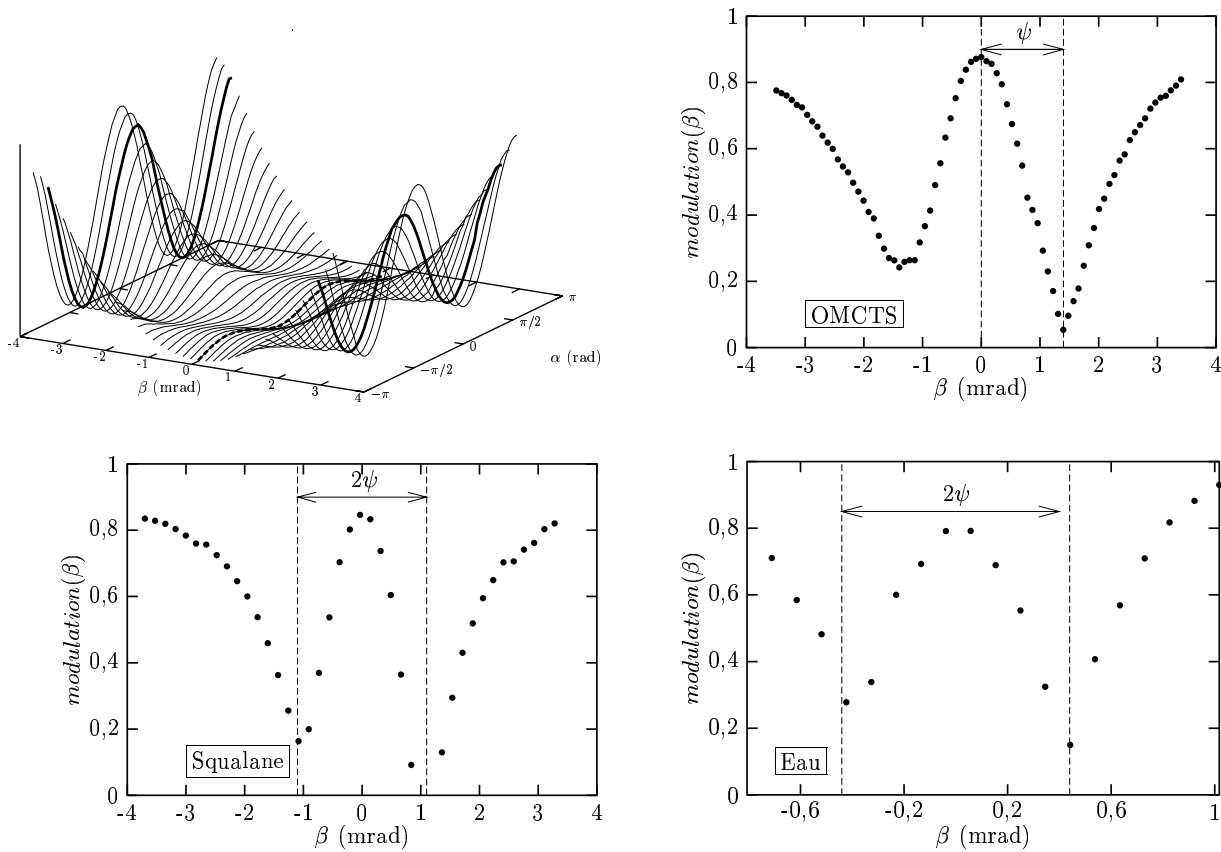 -4
-3
-2
-1
0
1
2
3
4
β (mrad)
-π
-π/2
0
π/2
π
α (rad)
1
0,8
0,6
0,4
0,2
0
modulation(β)
ψ
OMCTS
-4 -3 -2 -1 0 1 2 3 4
β (mrad)
1
0,8
0,6
0,4
0,2
0
modulation(β)
2ψ
Squalane
-4 -3 -2 -1 0 1 2 3 4
β (mrad)
1
0,8
0,6
0,4
0,2
0
modulation(β)
2ψ
Eau
-0,6 -0,2 0,2 0,6 1
β (mrad)